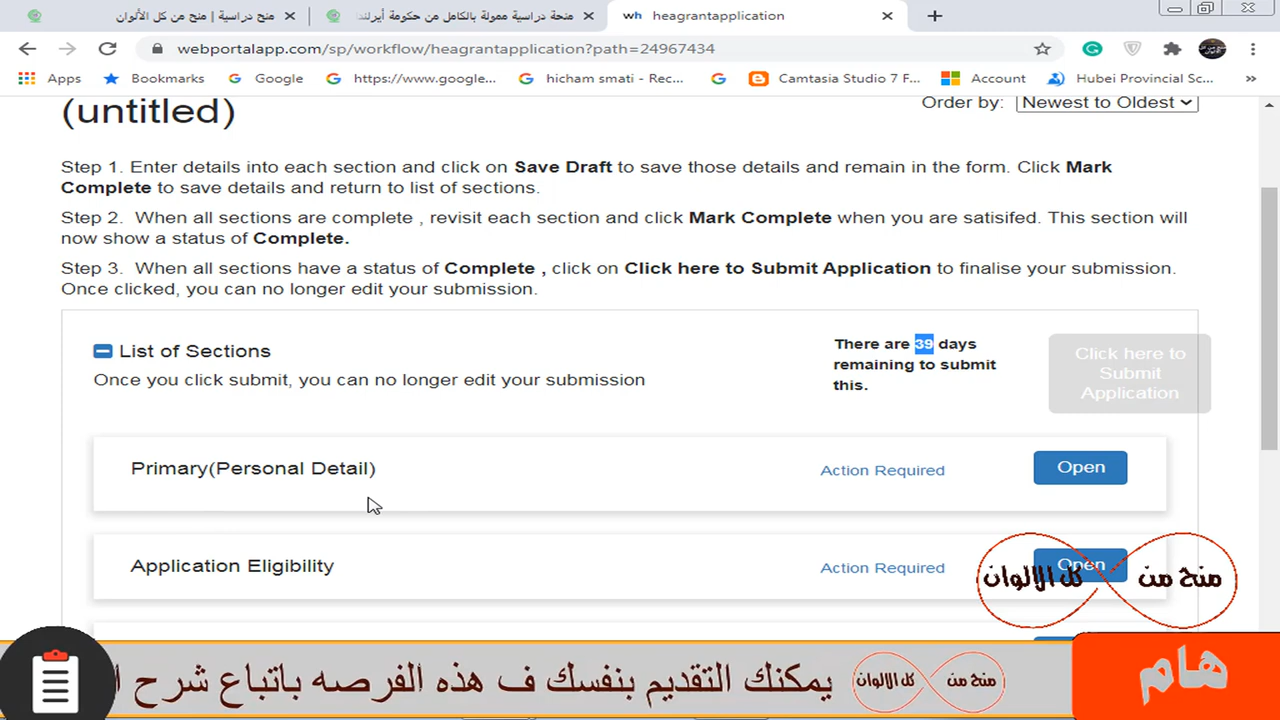 منح دراسية | منح من كل الألوان
منحة دراسية ممولة بالكامل من حكومة أيرلندا
wh heagrantapplication
webportalapp.com/sp/workflow/heagrantapplication?path=24967434
Apps Bookmarks Google https://www.google... hicham smati - Rec... Camtasia Studio 7 F... Account Hubei Provincial Sc... »
(untitled)
Order by: Newest to Oldest
Step 1. Enter details into each section and click on Save Draft to save those details and remain in the form. Click Mark
Complete to save details and return to list of sections.
Step 2. When all sections are complete , revisit each section and click Mark Complete when you are satisifed. This section will
now show a status of Complete.
Step 3. When all sections have a status of Complete , click on Click here to Submit Application to finalise your submission.
Once clicked, you can no longer edit your submission.
List of Sections
Once you click submit, you can no longer edit your submission
There are 39 days
remaining to submit
this.
Click here to
Submit
Application
Primary(Personal Detail)
Action Required
Open
Application Eligibility
Action Required
Open
منح من كل الالوان
هام
منح من كل الالوان
يمكنك التقديم بنفسك ف هذه الفرصه باتباع شرح ا